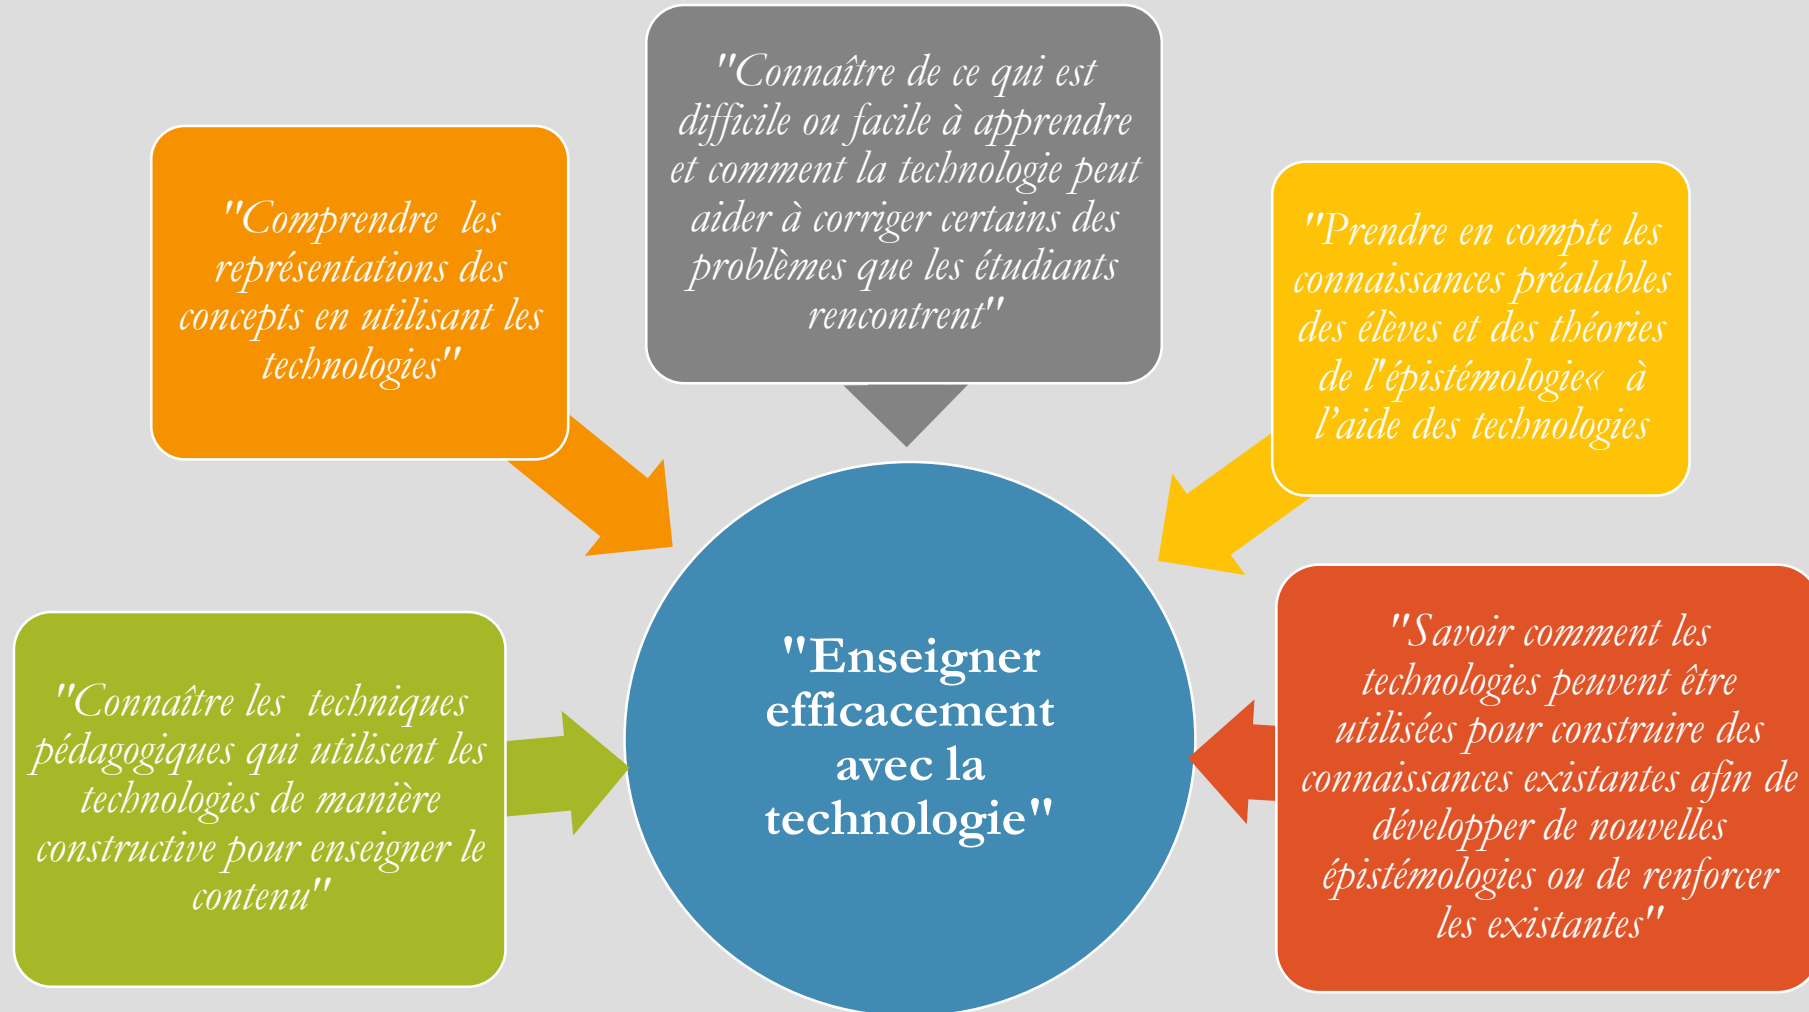 "Connaître de ce qui est
difficile ou facile à apprendre
et comment la technologie peut
aider à corriger certains des
problèmes que les étudiants
rencontrent"
"Comprendre  les
représentations des
concepts en utilisant les
technologies"
"Prendre en compte les
connaissances préalables
des élèves et des théories
de l'épistémologie«  à
l’aide des technologies
"Connaître les  techniques
pédagogiques qui utilisent les
technologies de manière
constructive pour enseigner le
contenu"
"Enseigner
efficacement
avec la
technologie"
"Savoir comment les
technologies peuvent être
utilisées pour construire des
connaissances existantes afin de
développer de nouvelles
épistémologies ou de renforcer
les existantes"